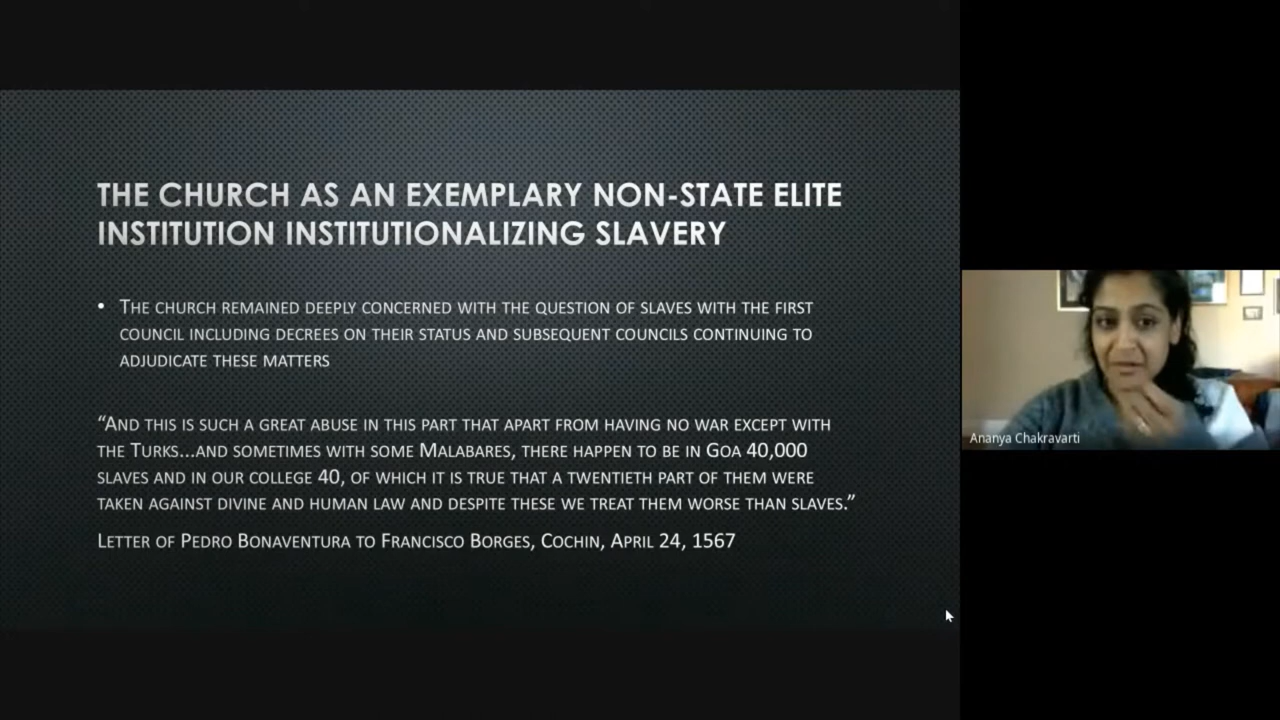 THE CHURCH AS AN EXEMPLARY NON-STATE ELITE
INSTITUTION INSTITUTIONALIZING SLAVERY
• THE CHURCH REMAINED DEEPLY CONCERNED WITH THE QUESTION OF SLAVES WITH THE FIRST
COUNCIL INCLUDING DECREES ON THEIR STATUS AND SUBSEQUENT COUNCILS CONTINUING TO
ADJUDICATE THESE MATTERS
“AND THIS IS SUCH A GREAT ABUSE IN THIS PART THAT APART FROM HAVING NO WAR EXCEPT WITH
THE TURKS...AND SOMETIMES WITH SOME MALABARES, THERE HAPPEN TO BE IN GOA 40,000
SLAVES AND IN OUR COLLEGE 40, OF WHICH IT IS TRUE THAT A TWENTIETH PART OF THEM WERE
TAKEN AGAINST DIVINE AND HUMAN LAW AND DESPITE THESE WE TREAT THEM WORSE THAN SLAVES.”
LETTER OF PEDRO BONAVENTURA TO FRANCISCO BORGES, COCHIN, APRIL 24, 1567
Ananya Chakravarti